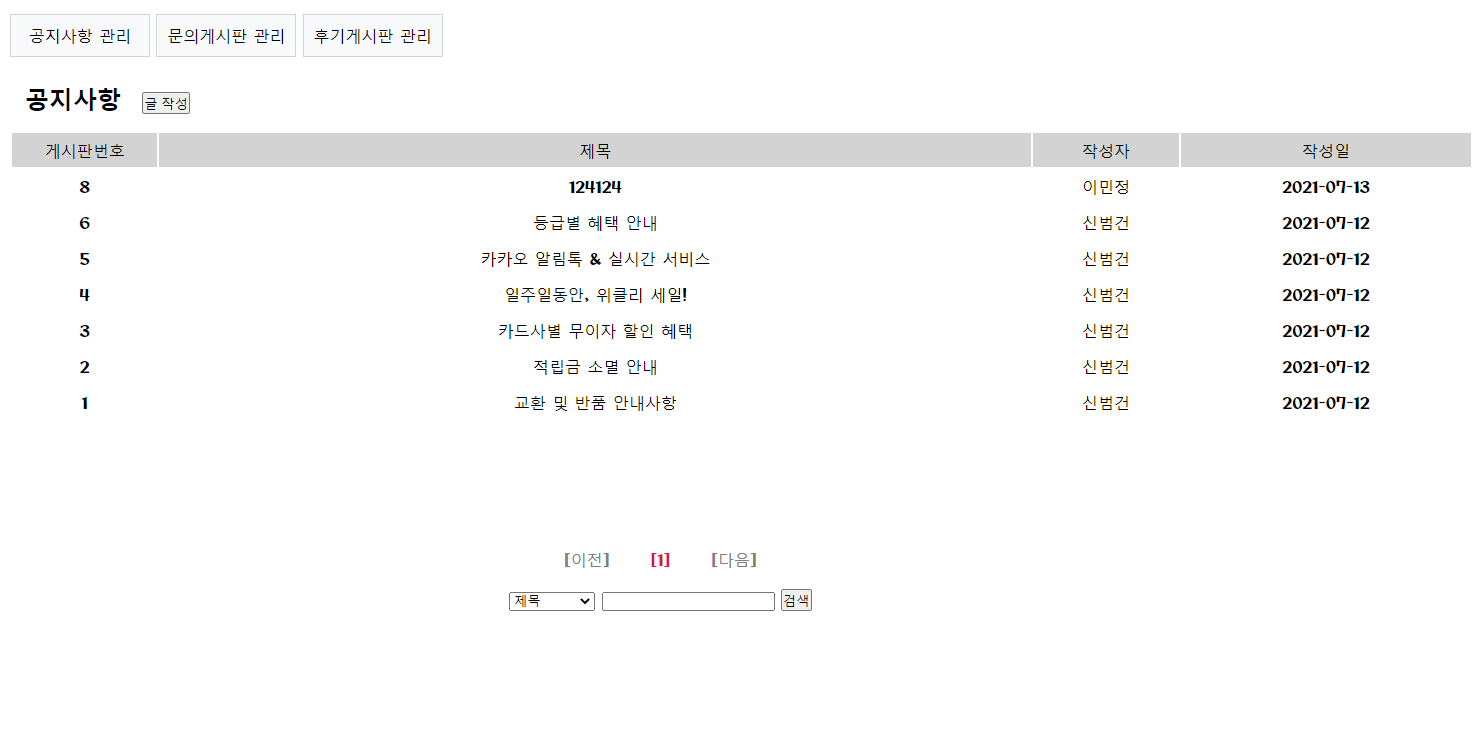 공지사항 관리 문의게시판 관리 후기게시판 관리
공지사항 글 작성
게시판번호 제목 작성자 작성일
8 124124 이민정 2021-07-13
6 등급별 혜택 안내 신범건 2021-07-12
5 카카오 알림톡 & 실시간 서비스 신범건 2021-07-12
4 일주일동안, 위클리 세일! 신범건 2021-07-12
3 카드사별 무이자 할인 혜택 신범건 2021-07-12
2 적립금 소멸 안내 신범건 2021-07-12
1 교환 및 반품 안내사항 신범건 2021-07-12
[이전] [1] [다음]
제목 검색